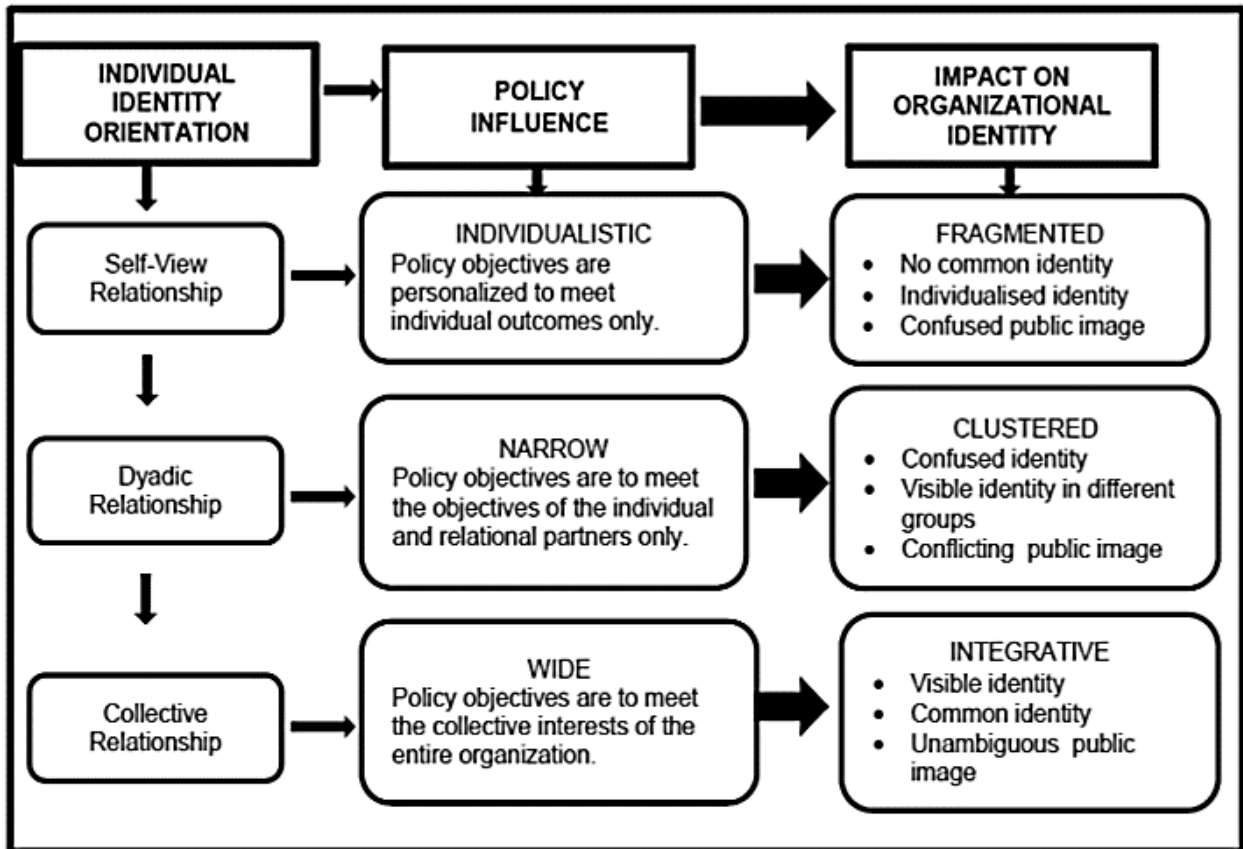 INDIVIDUAL
IDENTITY
ORIENTATION
POLICY
INFLUENCE
IMPACT ON
ORGANIZATIONAL
IDENTITY
Self-View
Relationship
INDIVIDUALISTIC
Policy objectives are
personalized to meet
individual outcomes only.
FRAGMENTED
• No common identity
• Individualised identity
• Confused public image
Dyadic
Relationship
NARROW
Policy objectives are to meet
the objectives of the individual
and relational partners only.
CLUSTERED
• Confused identity
• Visible identity in different
groups
• Conflicting public image
Collective
Relationship
WIDE
Policy objectives are to meet
the collective interests of the
entire organization.
INTEGRATIVE
• Visible identity
• Common identity
• Unambiguous public
image